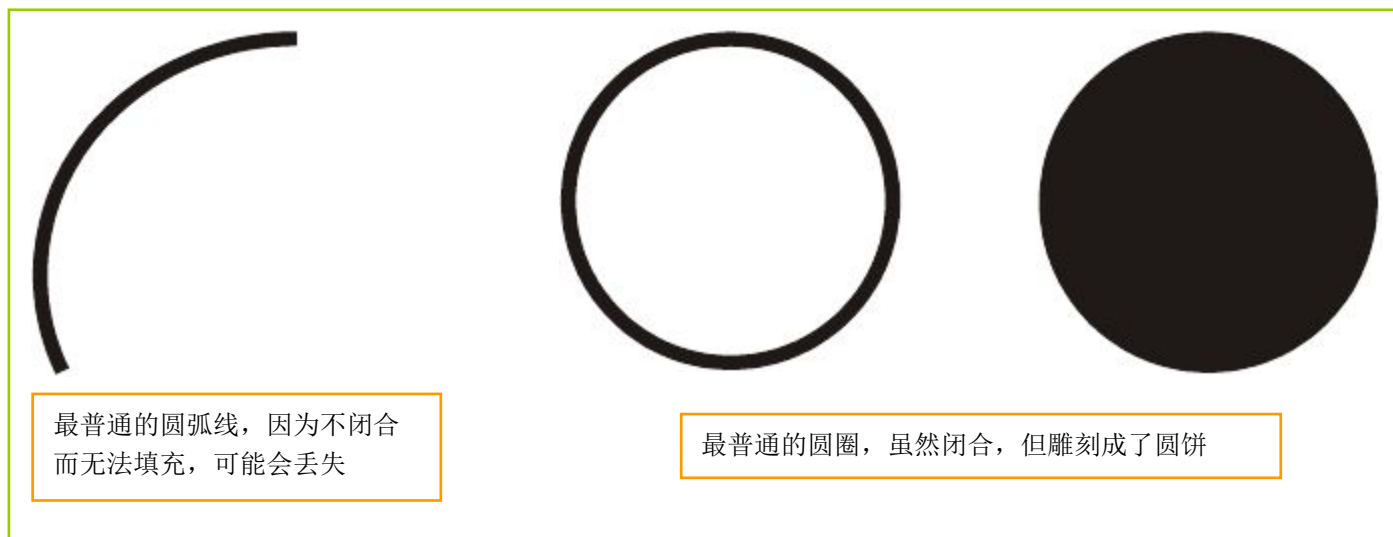 最普通的圆弧线，因为不闭合
而无法填充，可能会丢失
最普通的圆圈，虽然闭合，但雕刻成了圆饼